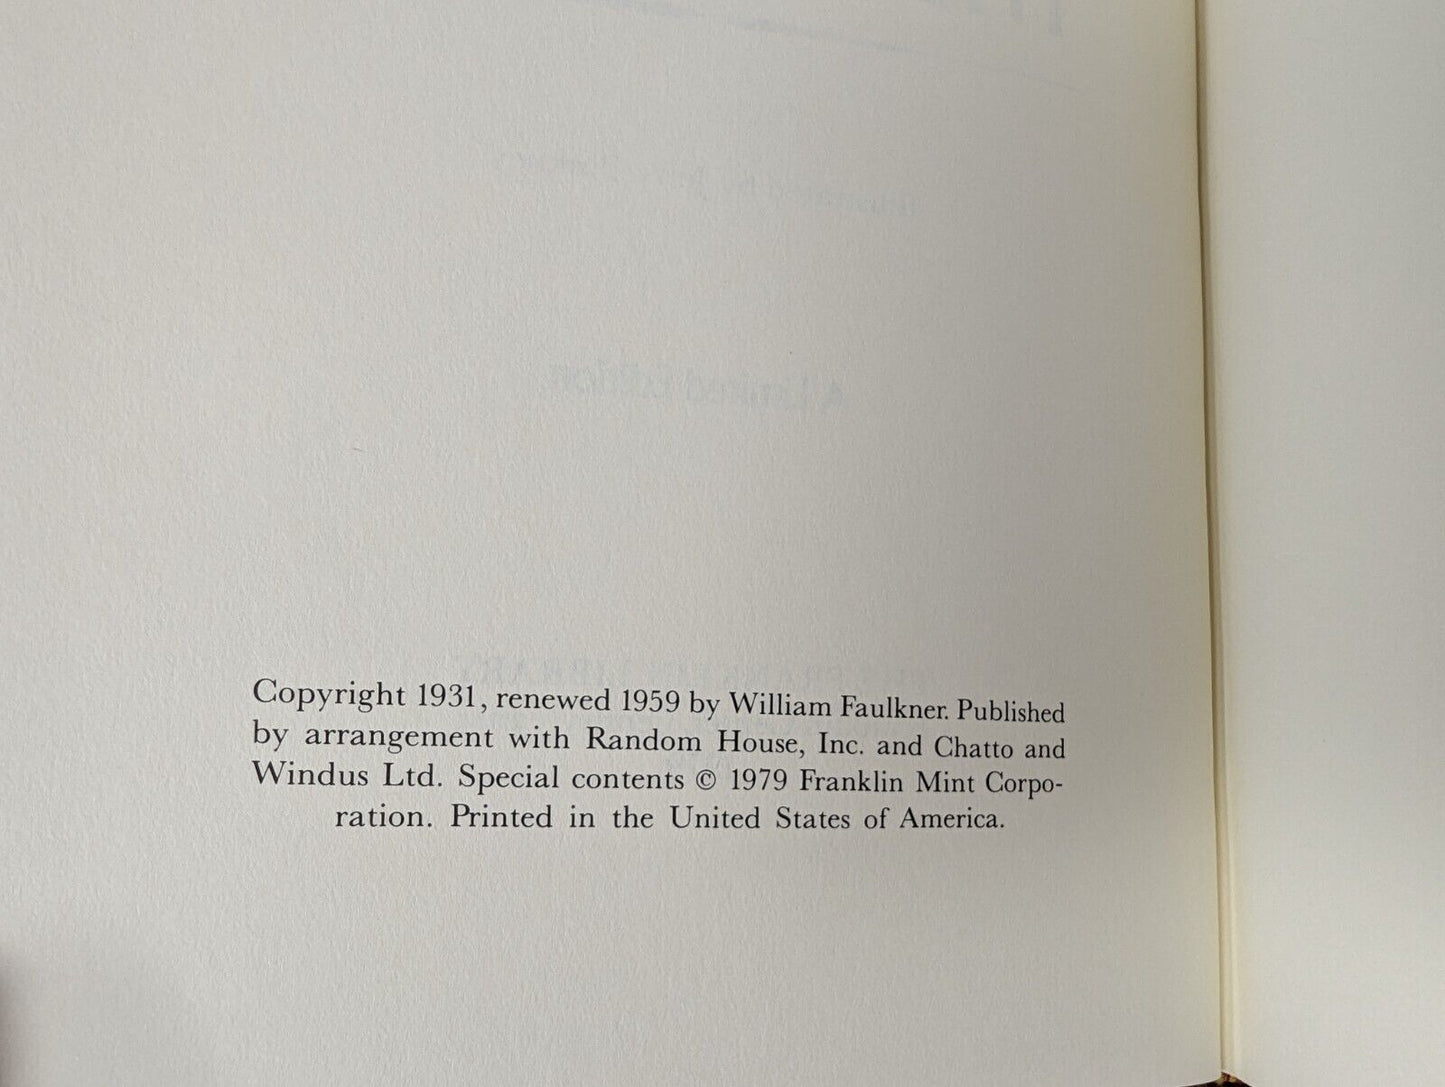 Copyright 1931, renewed 1959 by William Faulkner. Published
by arrangement with Random House, Inc. and Chatto and
Windus Ltd. Special contents © 1979 Franklin Mint Corpo-
ration. Printed in the United States of America.